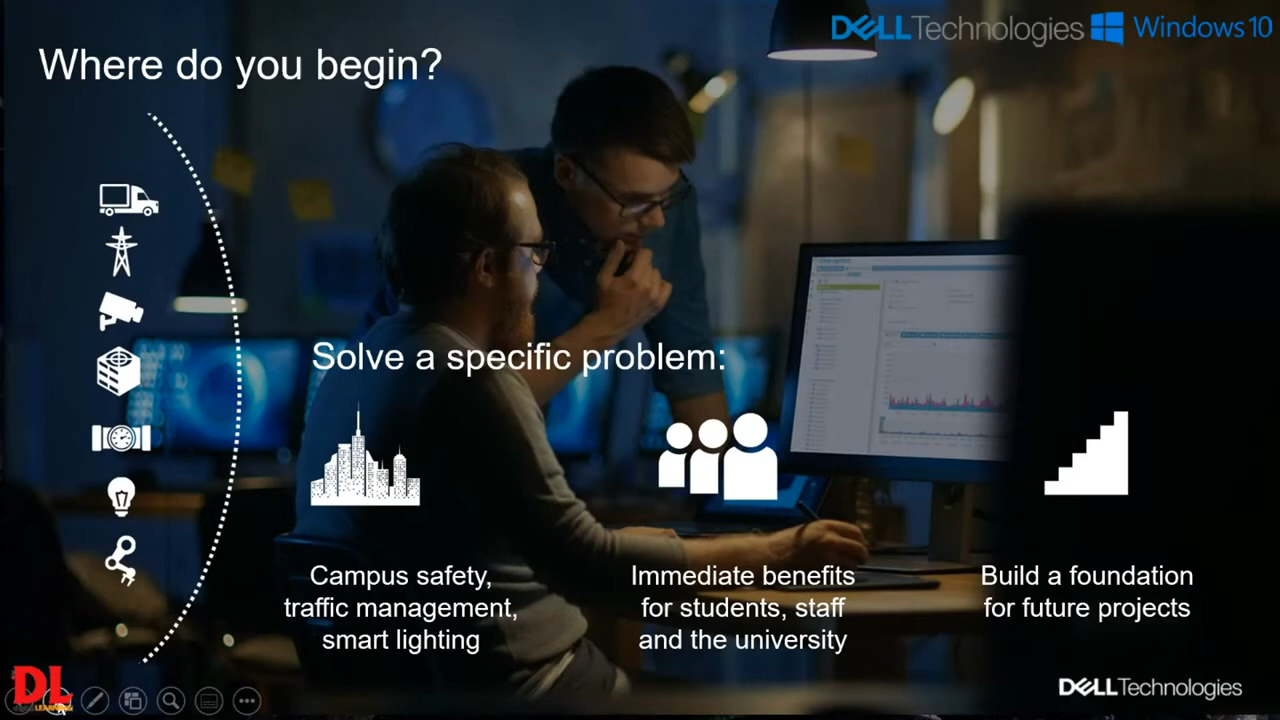 DELLTechnologies Windows 10
Where do you begin?
Solve a specific problem:
Campus safety,
traffic management,
smart lighting
Immediate benefits
for students, staff
and the university
Build a foundation
for future projects
DL
DELLTechnologies